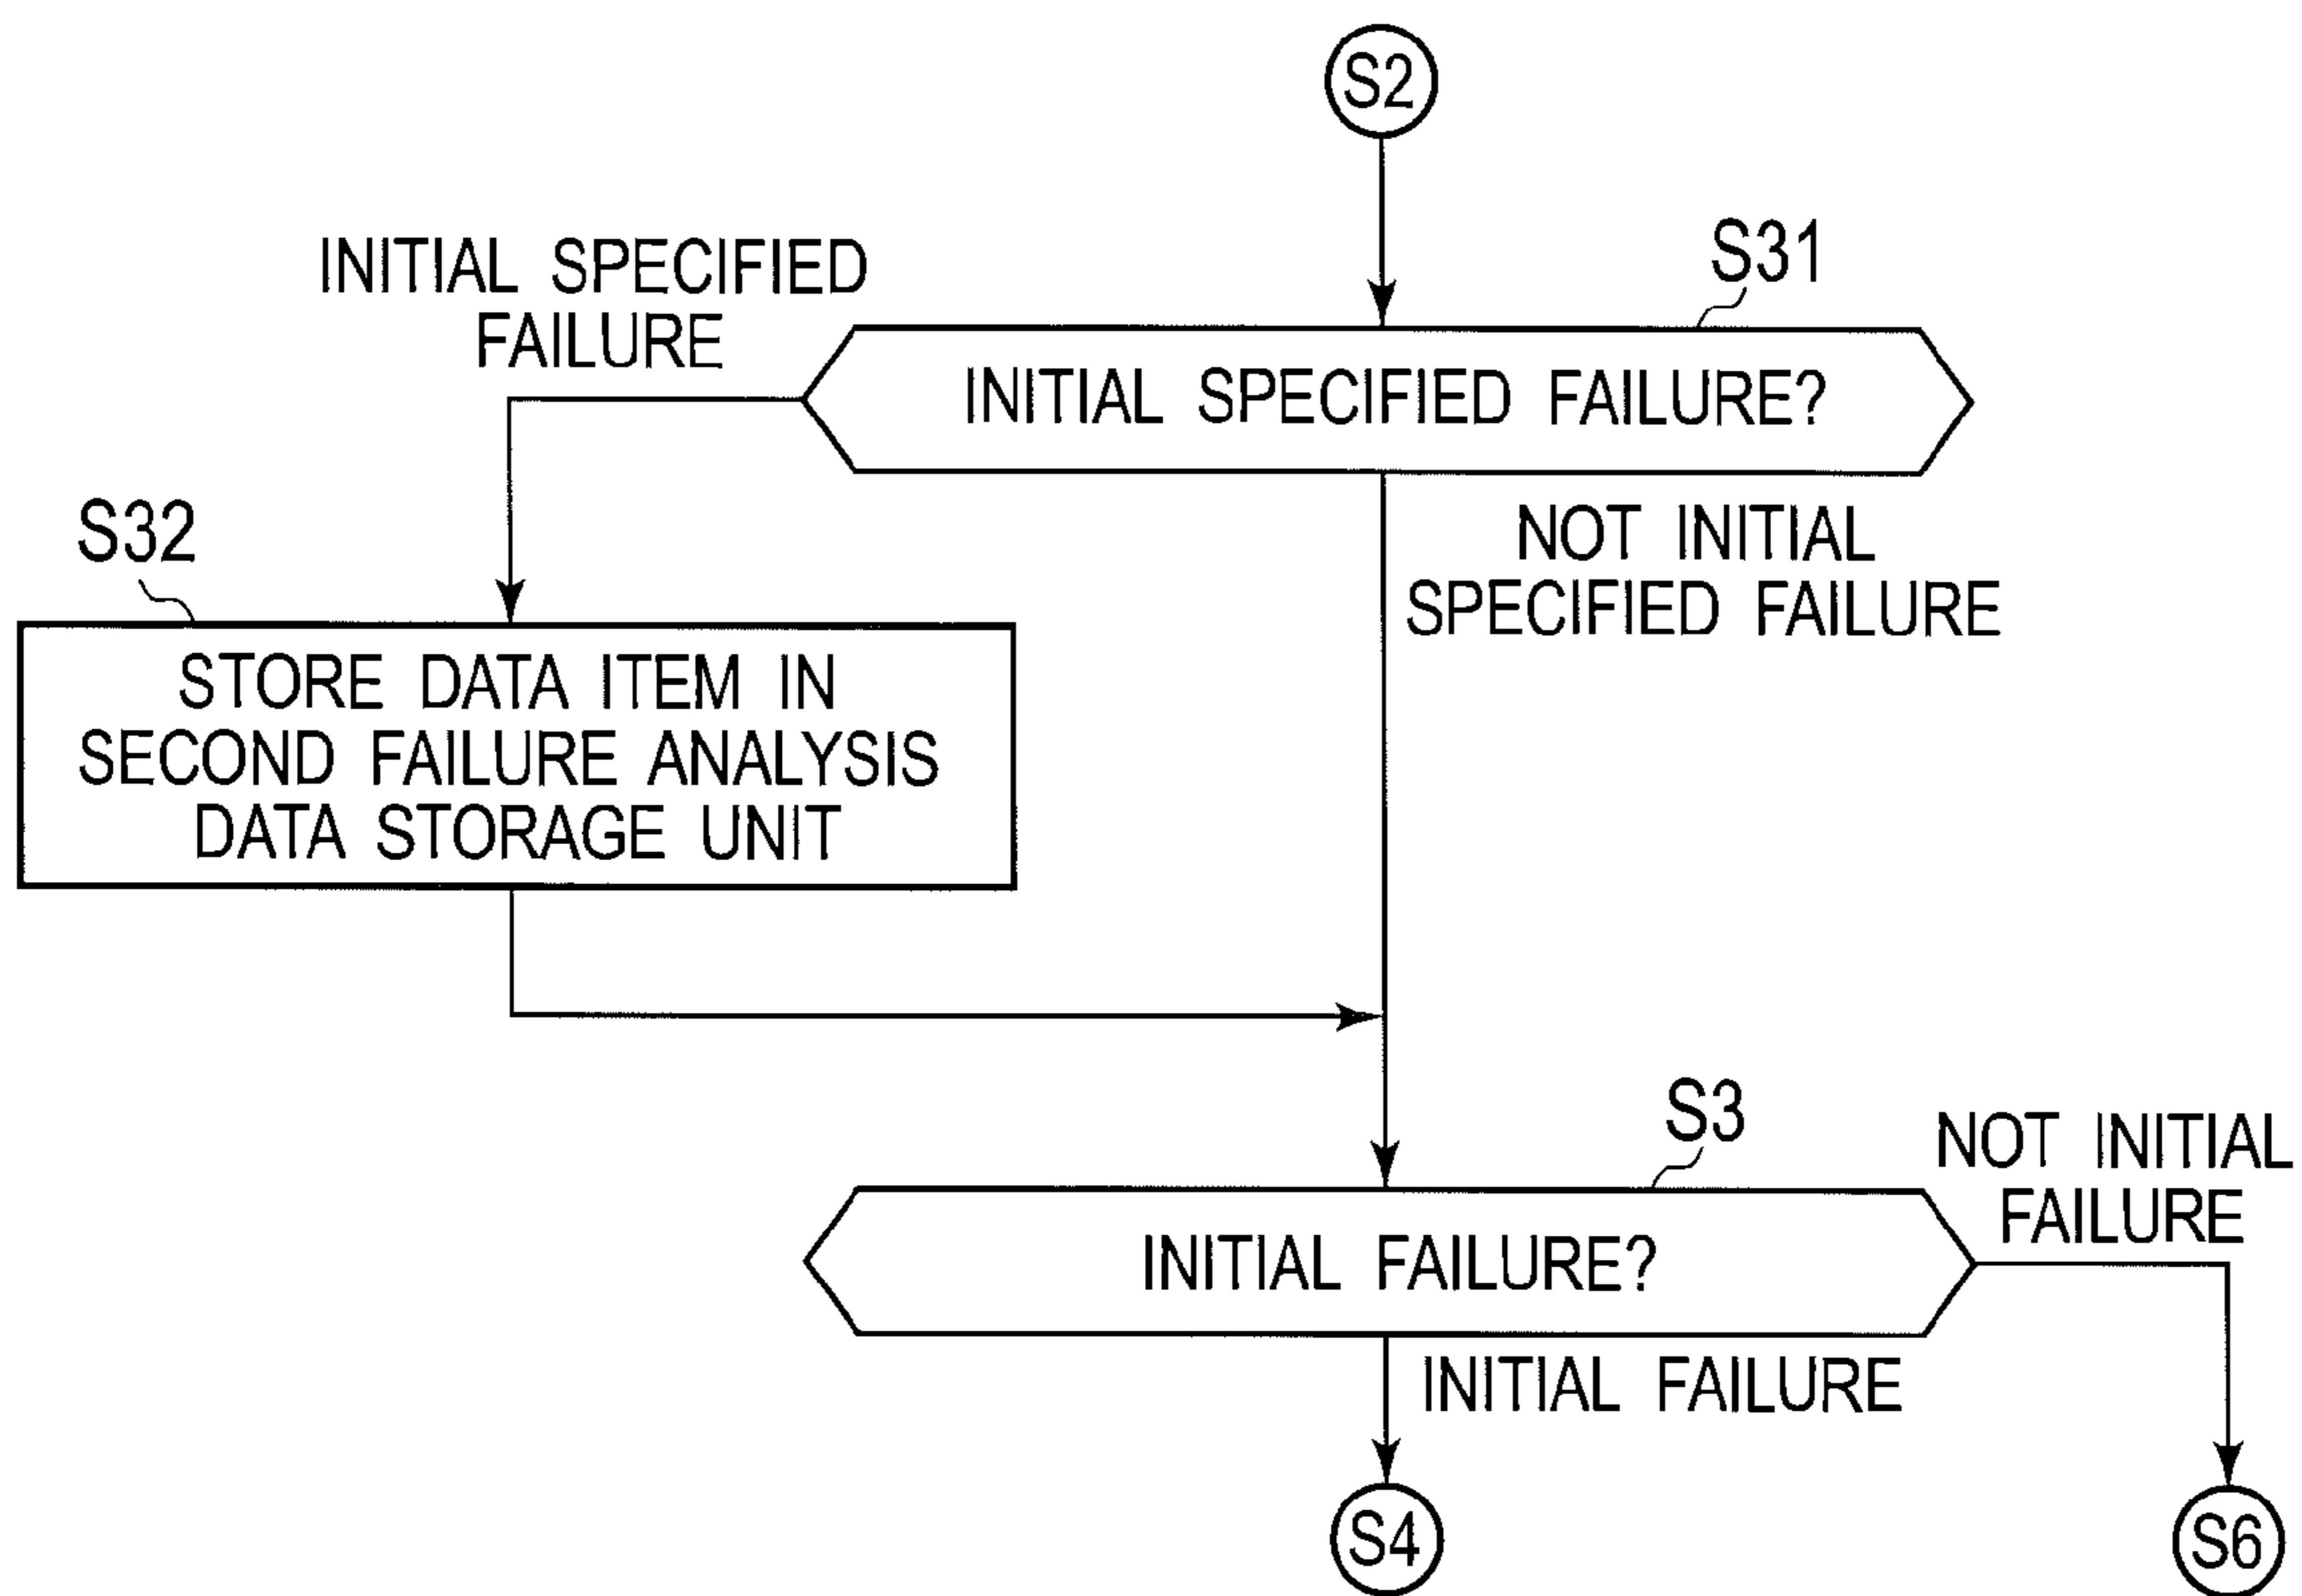 S2
S31
INITIAL SPECIFIED
FAILURE
INITIAL SPECIFIED FAILURE?
NOT INITIAL
SPECIFIED FAILURE
S32
STORE DATA ITEM IN
SECOND FAILURE ANALYSIS
DATA STORAGE UNIT
S3
NOT INITIAL
FAILURE
INITIAL FAILURE?
INITIAL FAILURE
S4
S6